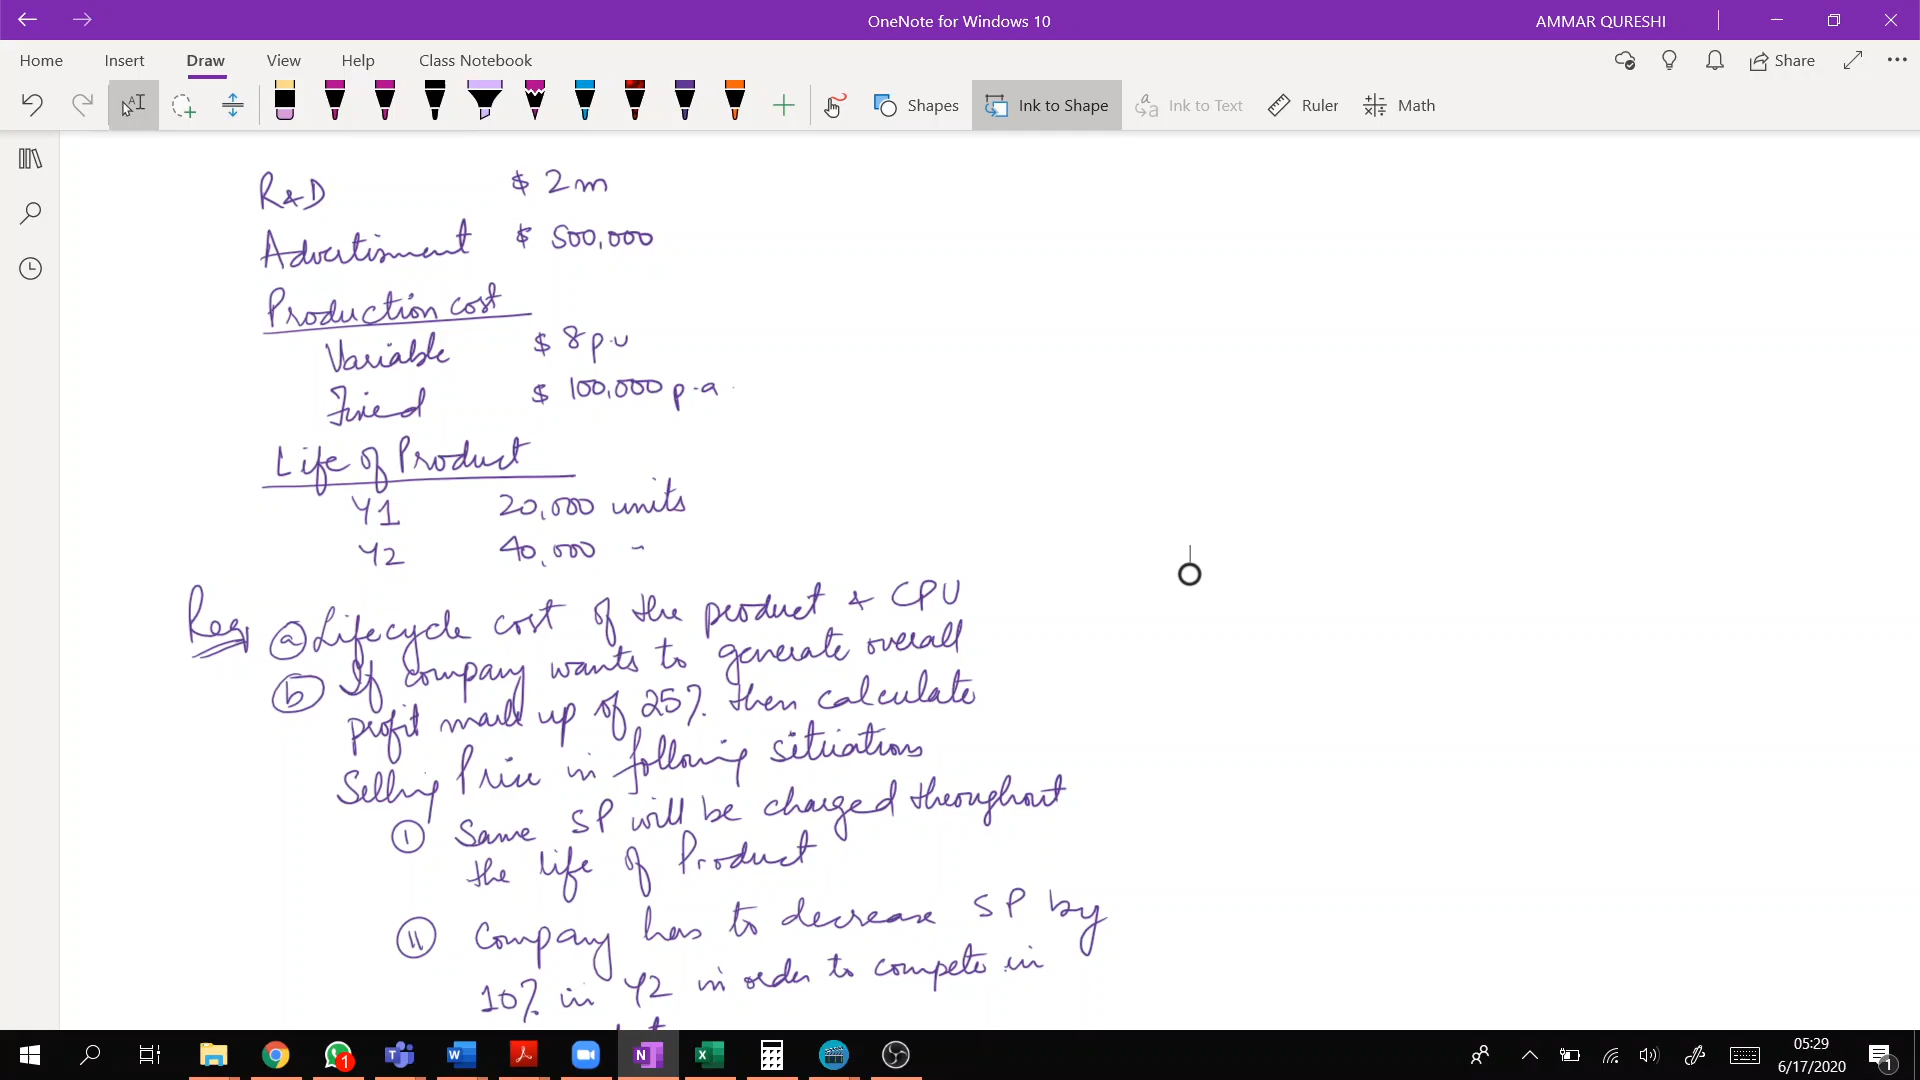 OneNote for Windows 10
AMMAR QURESHI
Home Insert Draw View Help Class Notebook
Share
Shapes Ink to Shape Ink to Text Ruler Math
R&D $ 2m
Advertisment $ 500,000
Production cost
Variable $ 8 p.u
Fixed $ 100,000 p.a
Life of Product
Y1 20,000 units
Y2 40,000 -
Req (a) Lifecycle cost of the product & CPU
(b) If company wants to generate overall
profit mark up of 25% then calculate
Selling Price in following situations
(I) Same SP will be charged throughout
the life of Product
(II) Company has to decrease SP by
10% in Y2 in order to compete in
05:29
6/17/2020
1
1